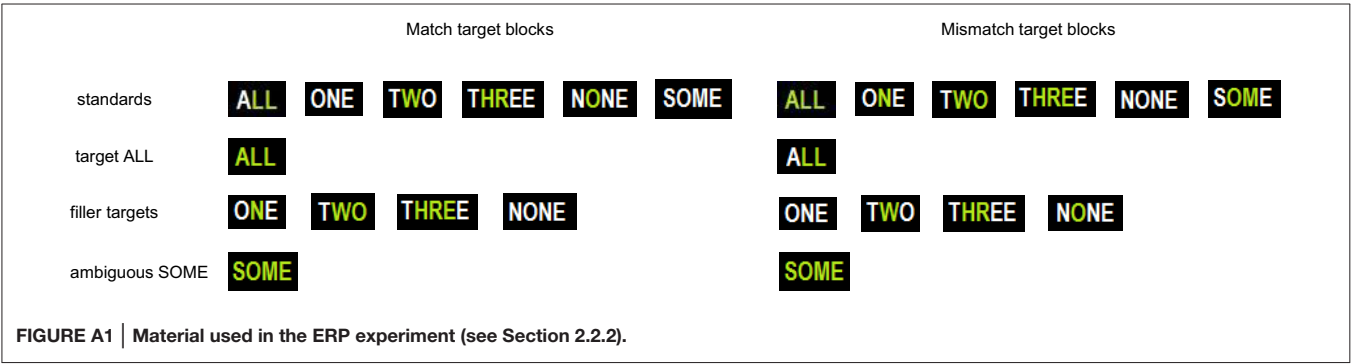 Match target blocks Mismatch target blocks
standards ALL ONE TWO THREE NONE SOME ALL ONE TWO THREE NONE SOME
target ALL ALL ALL
filler targets ONE TWO THREE NONE ONE TWO THREE NONE
ambiguous SOME SOME SOME
FIGURE A1 | Material used in the ERP experiment (see Section 2.2.2).